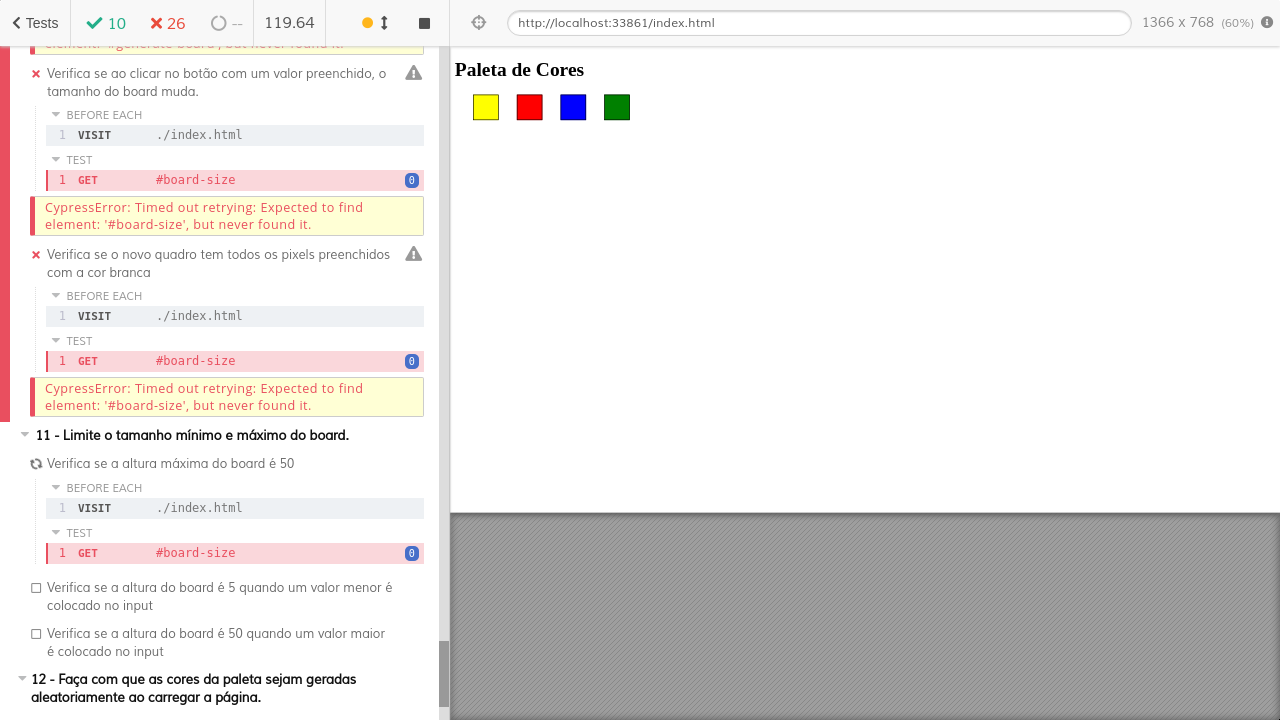 Tests
10
26
--
119.64
http://localhost:33861/index.html
1366 x 768 (60%)
element: '#generate-board', but never found it.
Verifica se ao clicar no botão com um valor preenchido, o
tamanho do board muda.
BEFORE EACH
1 VISIT ./index.html
TEST
1 GET #board-size 0
CypressError: Timed out retrying: Expected to find
element: '#board-size', but never found it.
Verifica se o novo quadro tem todos os pixels preenchidos
com a cor branca
BEFORE EACH
1 VISIT ./index.html
TEST
1 GET #board-size 0
CypressError: Timed out retrying: Expected to find
element: '#board-size', but never found it.
11 - Limite o tamanho mínimo e máximo do board.
Verifica se a altura máxima do board é 50
BEFORE EACH
1 VISIT ./index.html
TEST
1 GET #board-size 0
Verifica se a altura do board é 5 quando um valor menor é
colocado no input
Verifica se a altura do board é 50 quando um valor maior
é colocado no input
12 - Faça com que as cores da paleta sejam geradas
aleatoriamente ao carregar a página.
Paleta de Cores